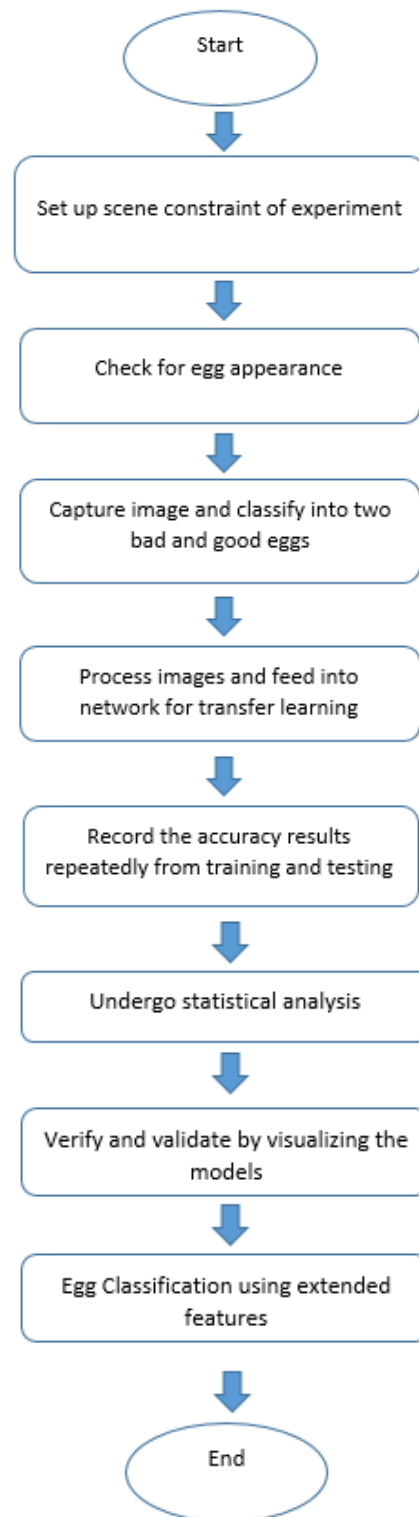 Start
Set up scene constraint of experiment
Check for egg appearance
Capture image and classify into two
bad and good eggs
Process images and feed into
network for transfer learning
Record the accuracy results
repeatedly from training and testing
Undergo statistical analysis
Verify and validate by visualizing the
models
Egg Classification using extended
features
End